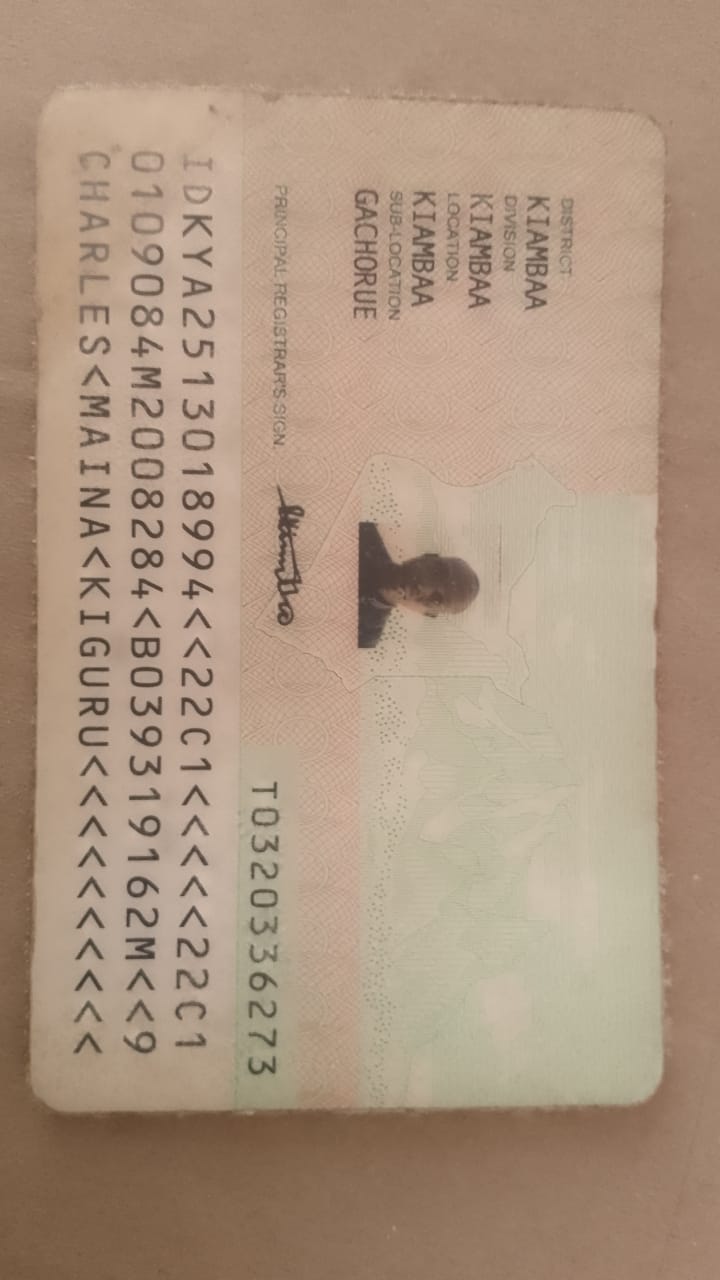 DISTRICT
KIAMBAA
DIVISION
KIAMBAA
LOCATION
KIAMBAA
SUB-LOCATION
GACHORUE
PRINCIPAL REGISTRAR'S SIGN.
T0320336273
IDKYA2513018994<<22C1<<<<<22C1
0109084M2008284<B039319162M<<9
CHARLES<MAINA<KIGURU<<<<<<<<<<